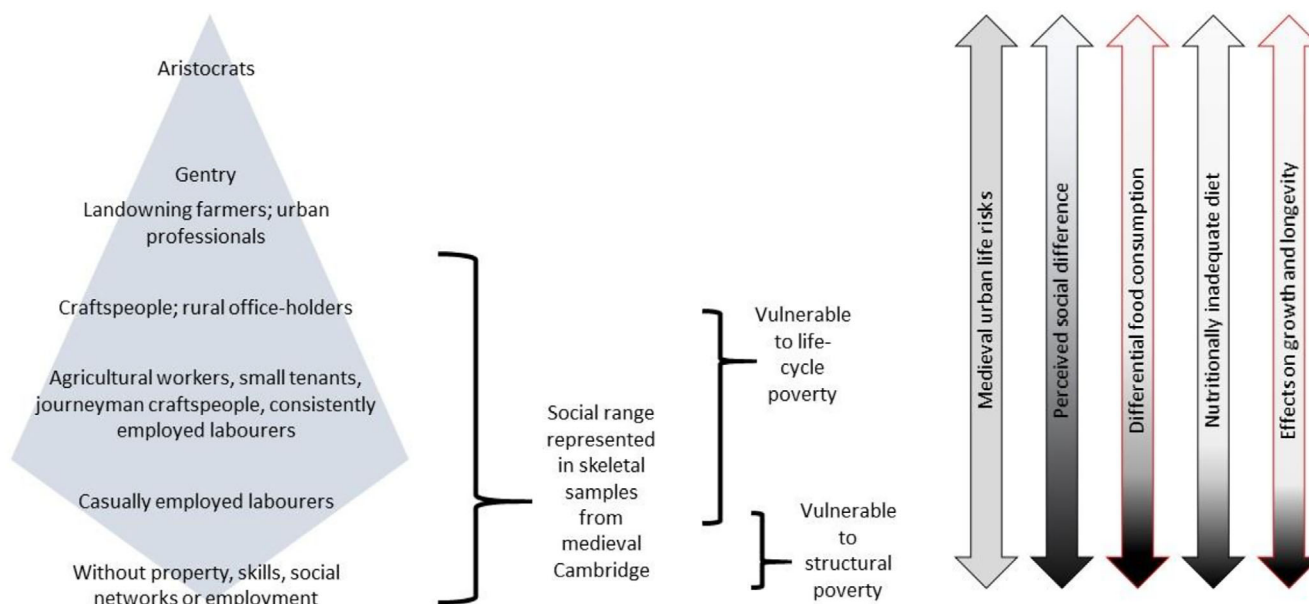 Aristocrats
Gentry
Landowning farmers; urban
professionals
Craftspeople; rural office-holders
Agricultural workers, small tenants,
journeyman craftspeople, consistently
employed labourers
Casually employed labourers
Without property, skills, social
networks or employment
Social range
represented
in skeletal
samples
from
medieval
Cambridge
Vulnerable
to life-
cycle
poverty
Vulnerable
to
structural
poverty
Medieval urban life risks
Perceived social difference
Differential food consumption
Nutritionally inadequate diet
Effects on growth and longevity